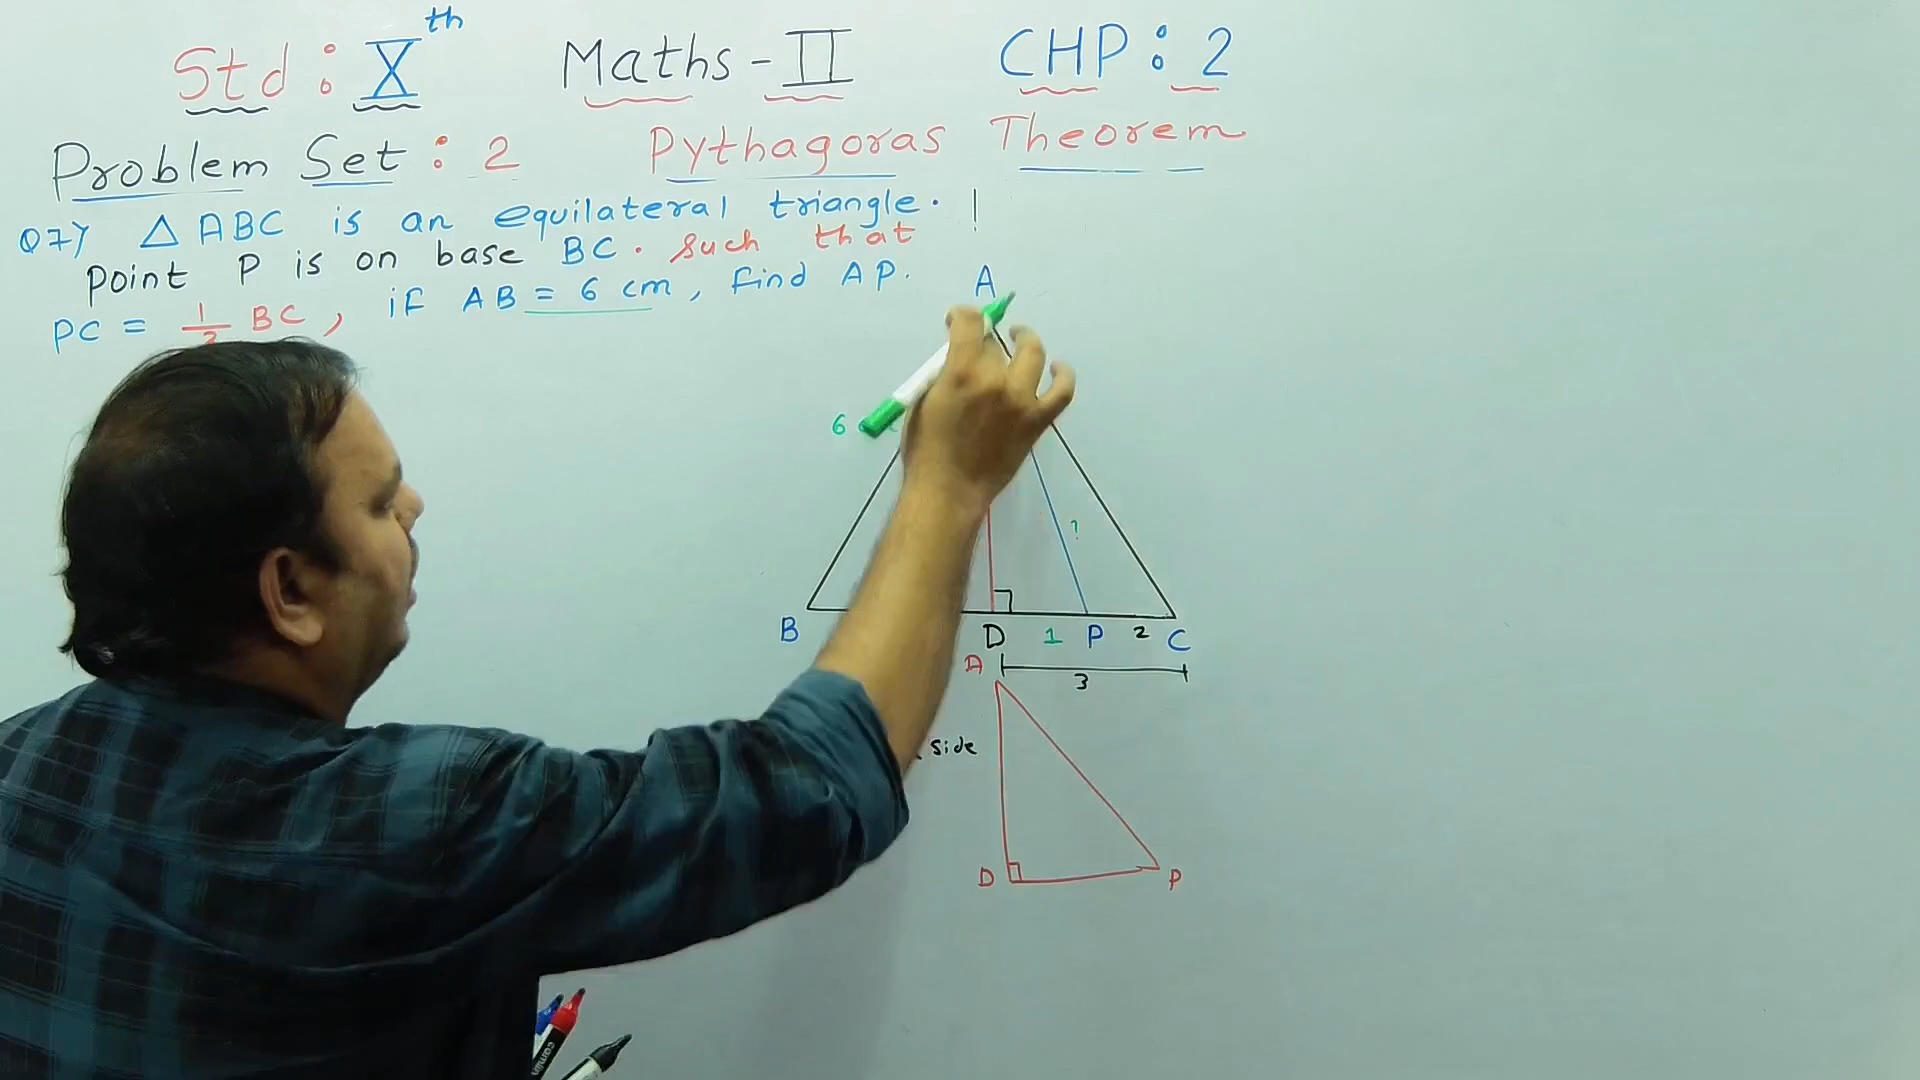 Std : Xth Maths - II CHP : 2
Problem Set : 2 Pythagoras Theorem
Q7) △ ABC is an equilateral triangle.
point P is on base BC. such that
PC = 1/3 BC, if AB = 6 cm, find AP.
A
6
?
B D 1 P 2 C
3
A
side
D P
camlin